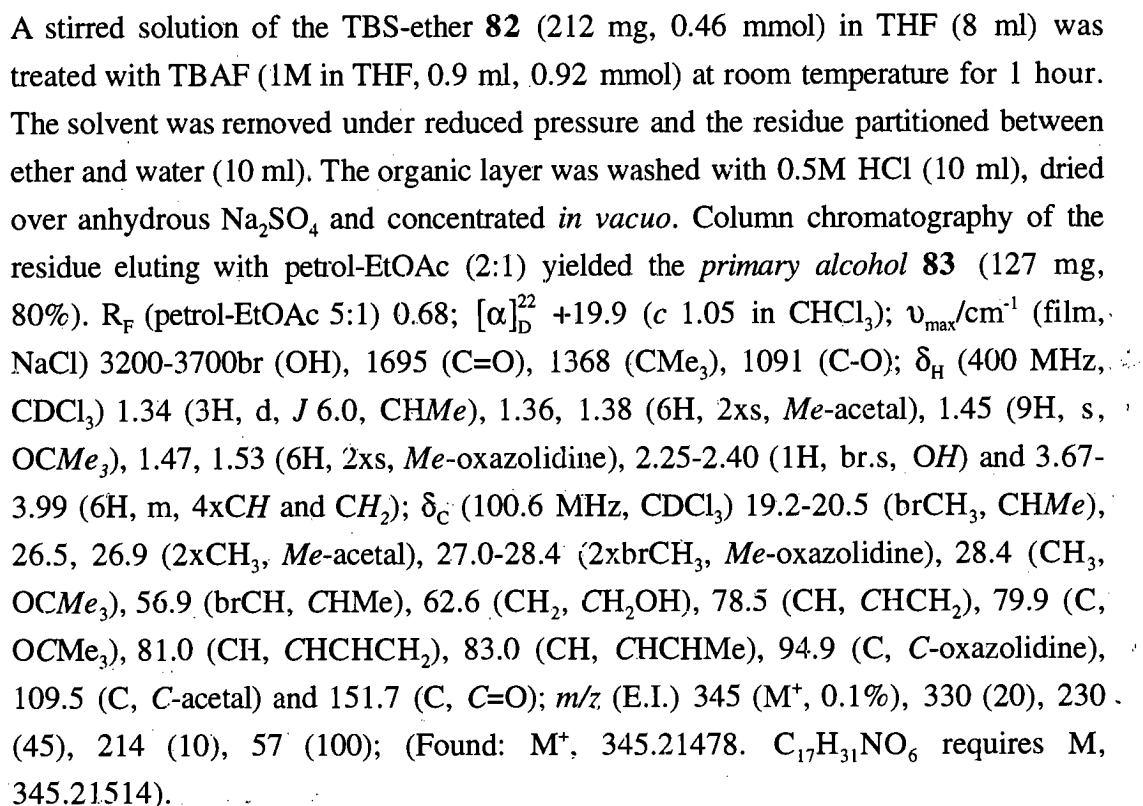 A stirred solution of the TBS-ether 82 (212 mg, 0.46 mmol) in THF (8 ml) was
treated with TBAF (1M in THF, 0.9 ml, 0.92 mmol) at room temperature for 1 hour.
The solvent was removed under reduced pressure and the residue partitioned between
ether and water (10 ml). The organic layer was washed with 0.5M HCl (10 ml), dried
over anhydrous Na₂SO₄ and concentrated in vacuo. Column chromatography of the
residue eluting with petrol-EtOAc (2:1) yielded the primary alcohol 83 (127 mg,
80%). R_F (petrol-EtOAc 5:1) 0.68; [α]²²_D +19.9 (c 1.05 in CHCl₃); υ_max/cm⁻¹ (film,
NaCl) 3200-3700br (OH), 1695 (C=O), 1368 (CMe₃), 1091 (C-O); δ_H (400 MHz,
CDCl₃) 1.34 (3H, d, J 6.0, CHMe), 1.36, 1.38 (6H, 2xs, Me-acetal), 1.45 (9H, s,
OCMe₃), 1.47, 1.53 (6H, 2xs, Me-oxazolidine), 2.25-2.40 (1H, br.s, OH) and 3.67-
3.99 (6H, m, 4xCH and CH₂); δ_C (100.6 MHz, CDCl₃) 19.2-20.5 (brCH₃, CHMe),
26.5, 26.9 (2xCH₃, Me-acetal), 27.0-28.4 (2xbrCH₃, Me-oxazolidine), 28.4 (CH₃,
OCMe₃), 56.9 (brCH, CHMe), 62.6 (CH₂, CH₂OH), 78.5 (CH, CHCH₂), 79.9 (C,
OCMe₃), 81.0 (CH, CHCHCH₂), 83.0 (CH, CHCHMe), 94.9 (C, C-oxazolidine),
109.5 (C, C-acetal) and 151.7 (C, C=O); m/z (E.I.) 345 (M⁺, 0.1%), 330 (20), 230
(45), 214 (10), 57 (100); (Found: M⁺, 345.21478. C₁₇H₃₁NO₆ requires M,
345.21514).